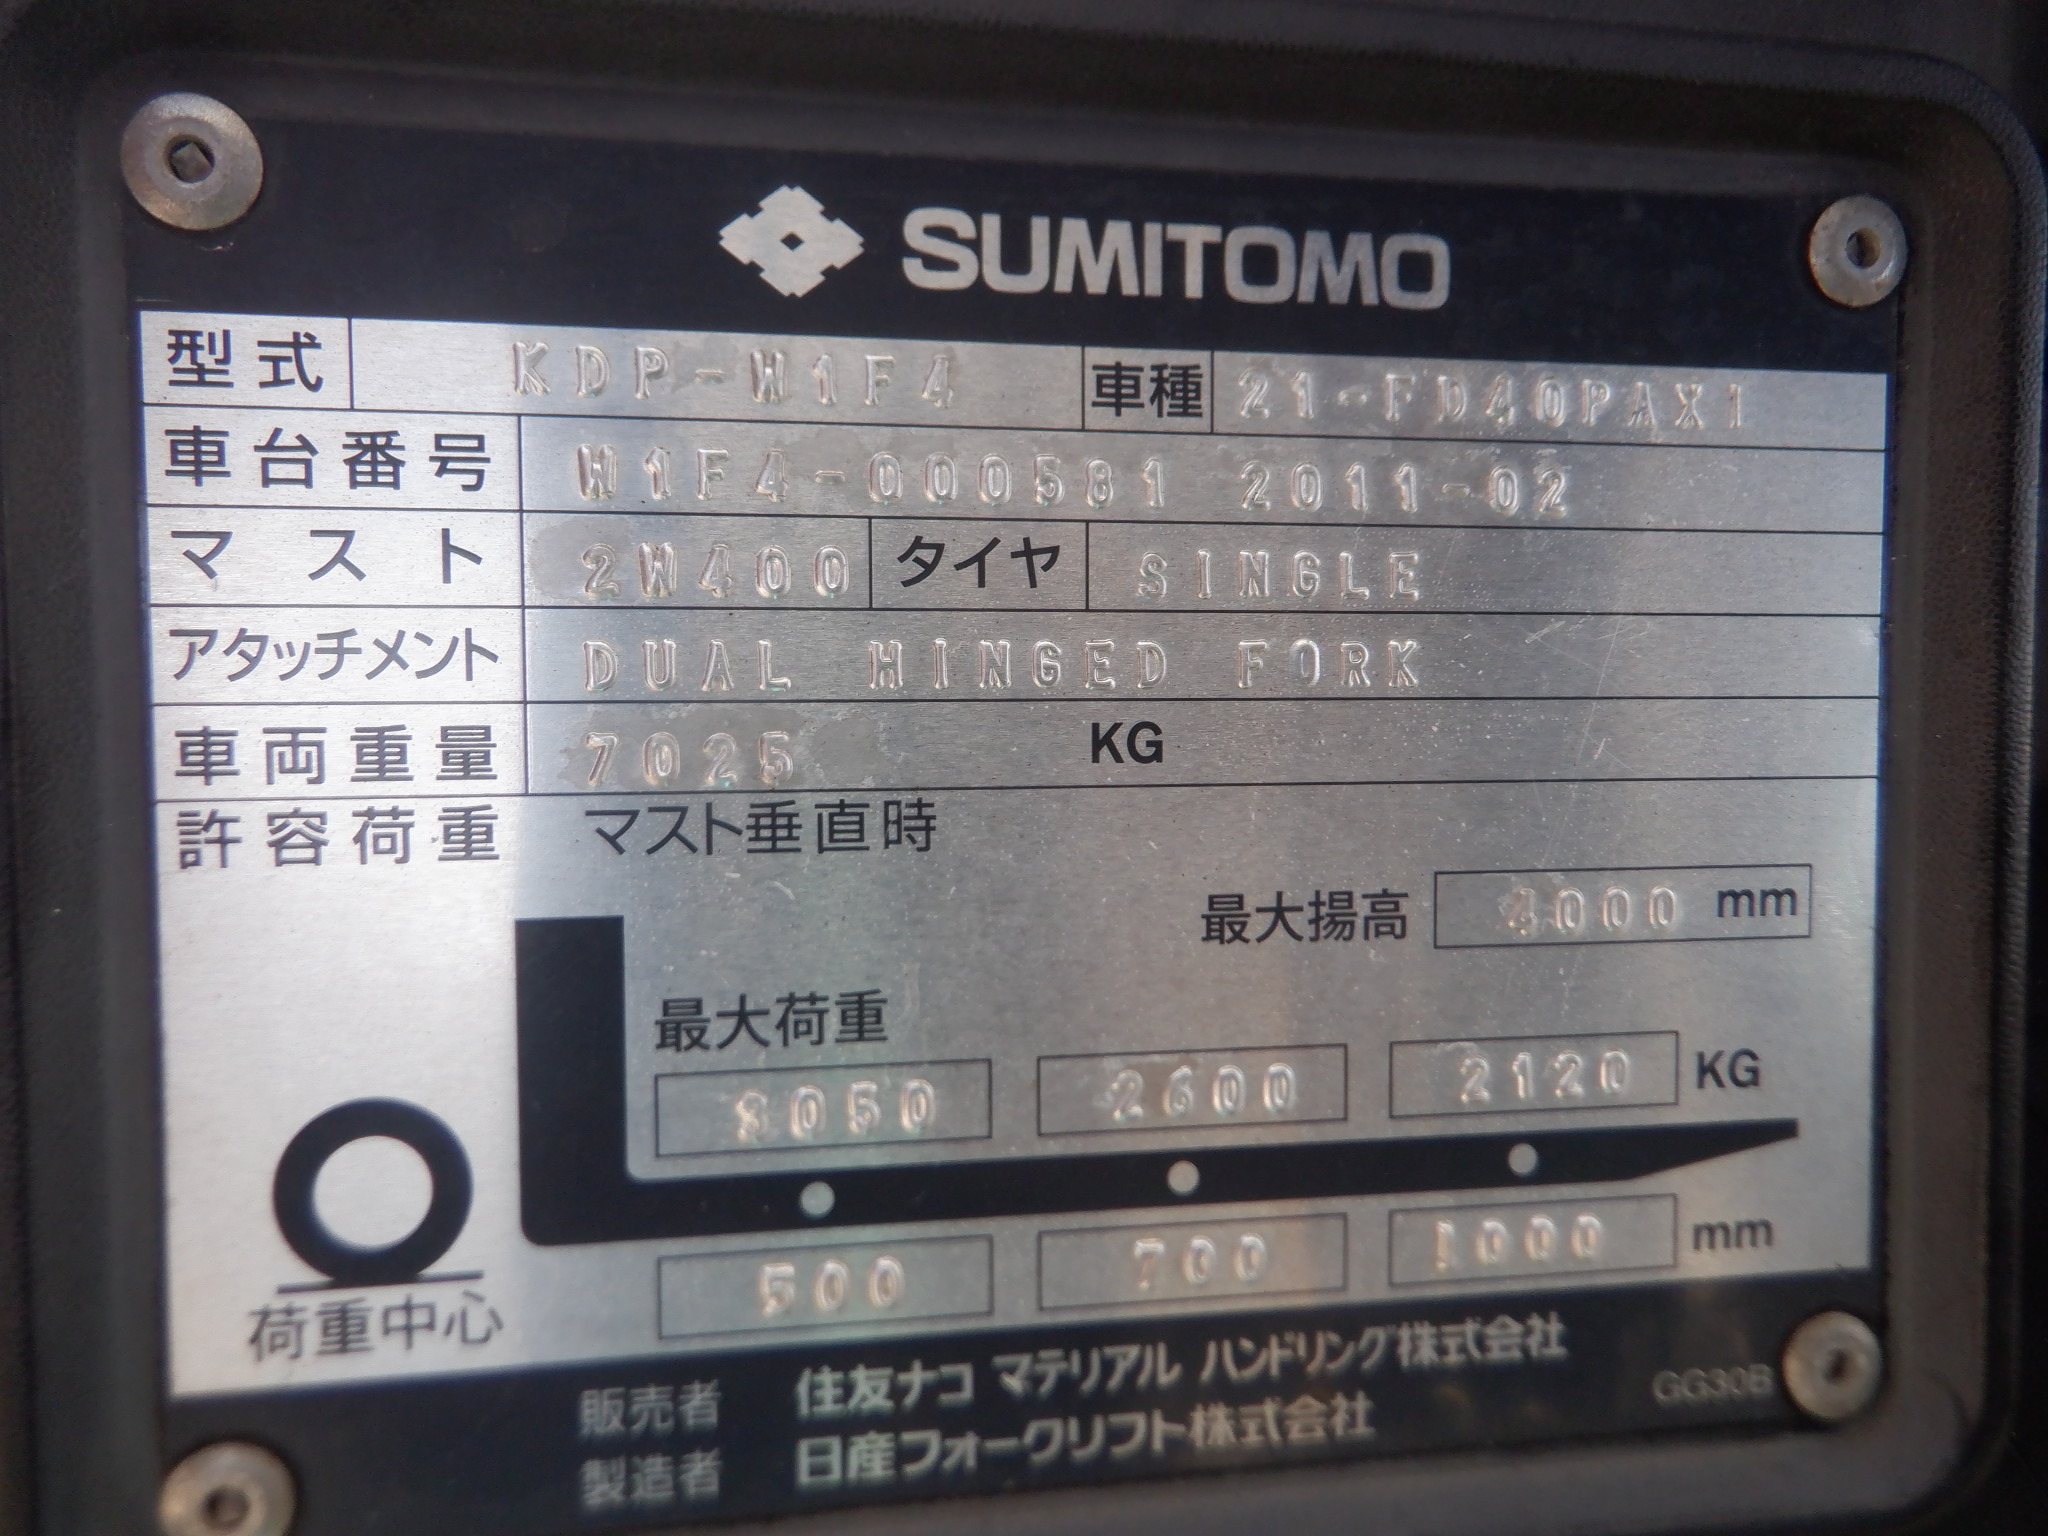 SUMITOMO
型式 KDP-W1F4 車種 21-FD40PAX1
車台番号 W1F4-000581 2011-02
マスト 2W400 タイヤ SINGLE
アタッチメント DUAL HINGED FORK
車両重量 7025 KG
許容荷重 マスト垂直時
最大揚高 4000 mm
最大荷重
3050 2600 2120 KG
500 700 1000 mm
荷重中心
販売者 住友ナコ マテリアル ハンドリング株式会社
製造者 日産フォークリフト株式会社
GG30B